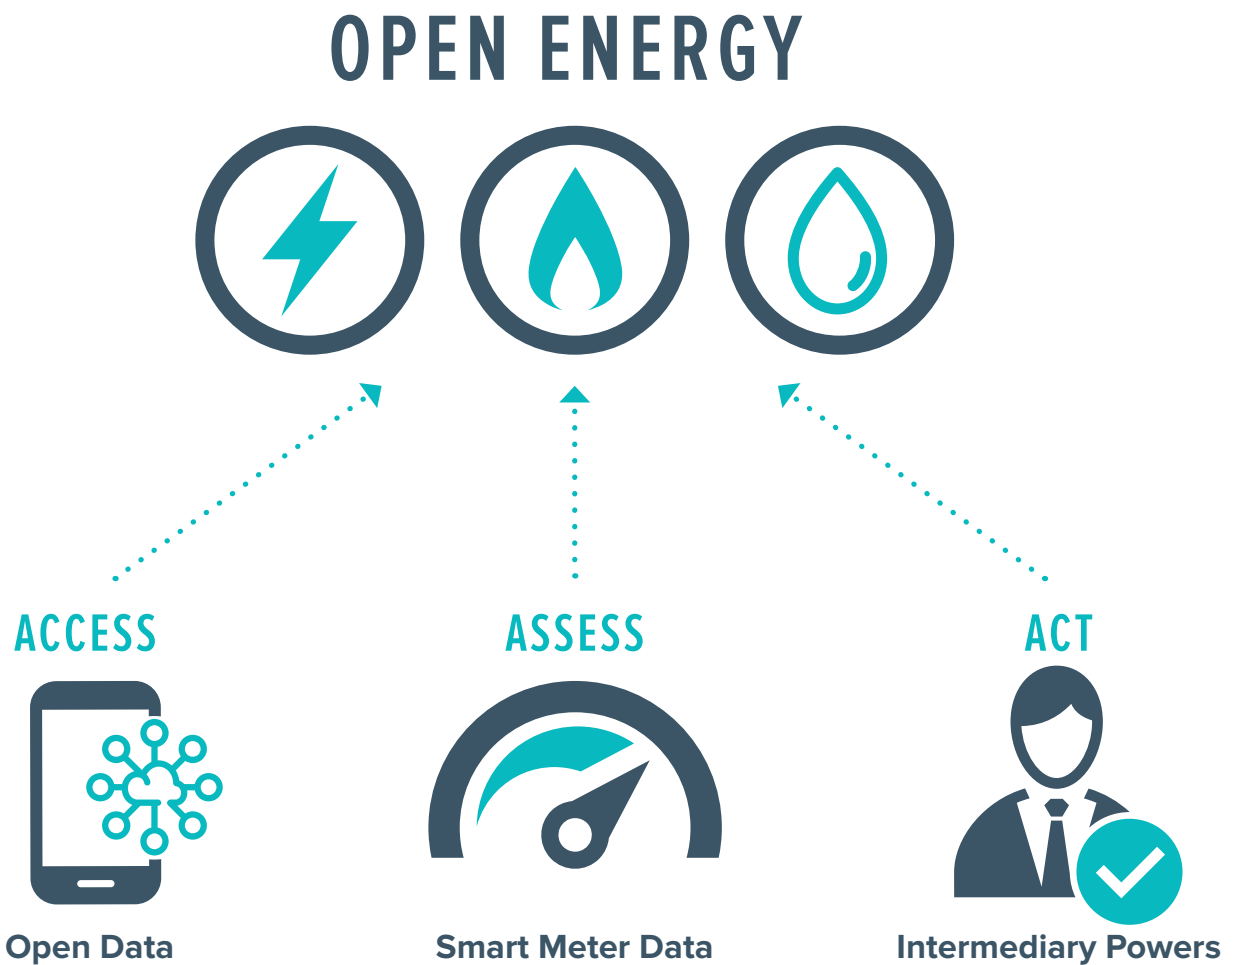 OPEN ENERGY
ACCESS
ASSESS
ACT
Open Data
Smart Meter Data
Intermediary Powers